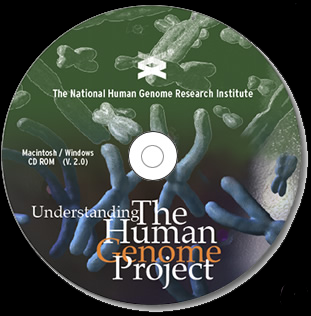 The National Human Genome Research Institute
Macintosh / Windows
CD ROM (V. 2.0)
Understanding The
Human
Genome
Project